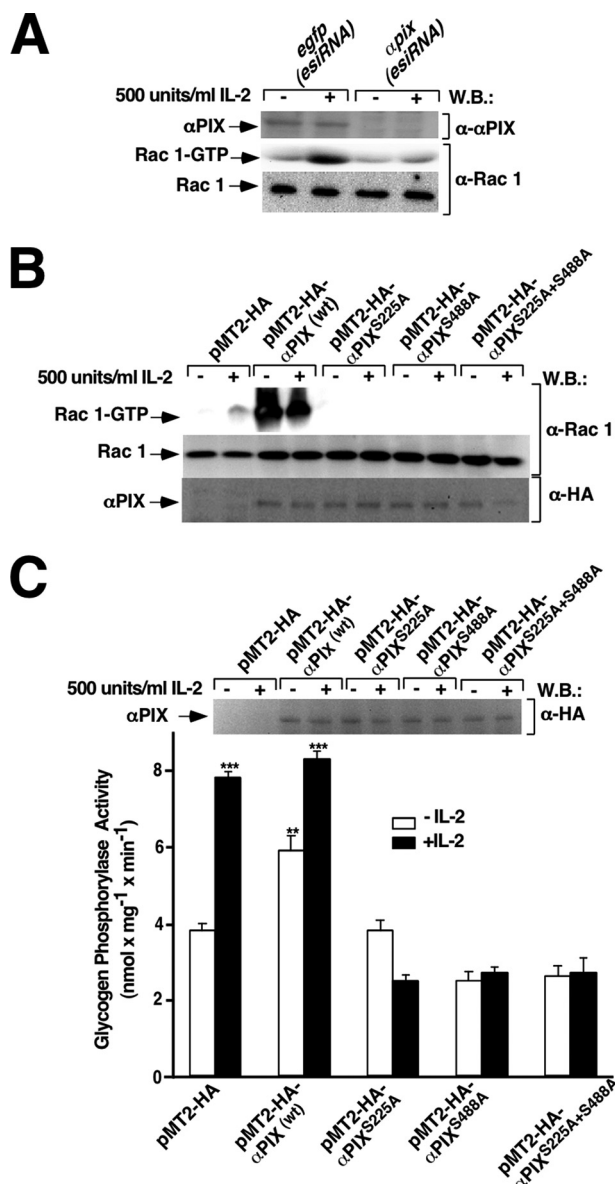 A
egfp
(esiRNA)
αpix
(esiRNA)
500 units/ml IL-2
- + - + W.B.:
αPIX
α-αPIX
Rac 1-GTP
Rac 1
α-Rac 1
B
pMT2-HA
pMT2-HA-
αPIX (wt)
pMT2-HA-
αPIXS225A
pMT2-HA-
αPIXS488A
pMT2-HA-
αPIXS225A+S488A
500 units/ml IL-2
- + - + - + - + - + W.B.:
Rac 1-GTP
Rac 1
α-Rac 1
αPIX
α-HA
C
pMT2-HA
pMT2-HA-
αPIX (wt)
pMT2-HA-
αPIXS225A
pMT2-HA-
αPIXS488A
pMT2-HA-
αPIXS225A+S488A
500 units/ml IL-2
- + - + - + - + - + W.B.:
αPIX
α-HA
Glycogen Phosphorylase Activity
(nmol x mg-1 x min-1)
8
6
4
2
0
***
**
***
- IL-2
+IL-2
pMT2-HA
pMT2-HA-
αPIX (wt)
pMT2-HA-
αPIXS225A
pMT2-HA-
αPIXS488A
pMT2-HA-
αPIXS225A+S488A